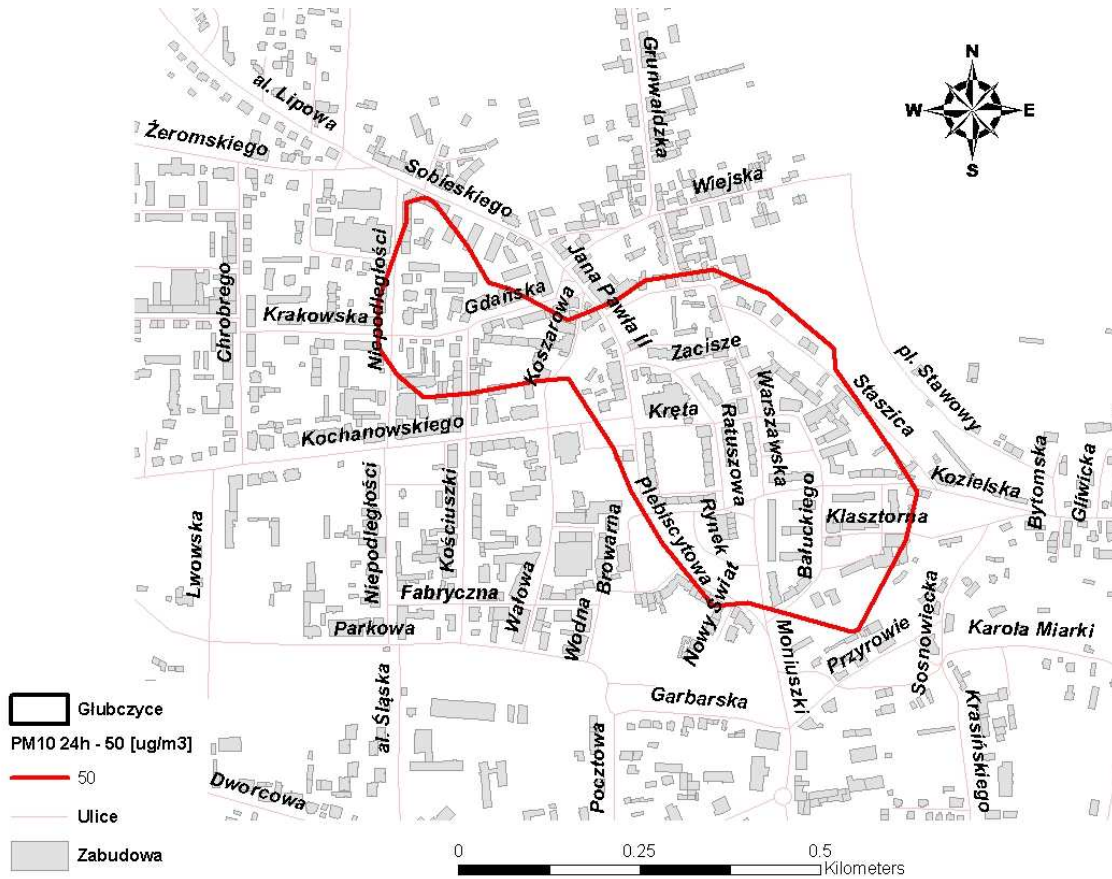 N
W
E
S
al. Lipowa
Żeromskiego
Sobieskiego
Grunwaldzka
Wiejska
Niepodległości
Chrobrego
Krakowska
Gdańska
Jana Pawła II
Koszarowa
Zacisze
Kręta
Ratuszowa
Warszawska
Staszica
pl. Stawowy
Kochanowskiego
Kozielska
Bytomska
Gliwicka
Klasztorna
plebiscytowa
Rynek
Bałuckiego
Lwowska
Niepodległości
Kościuszki
Fabryczna
Wałowa
Wodna
Browarna
Nowy Świat
Parkowa
Moniuszki
Przyrowie
Sosnowiecka
Karola Miarki
Garbarska
Krasińskiego
al. Śląska
Pocztowa
Dworcowa
Głubczyce
PM10 24h - 50 [ug/m3]
50
Ulice
Zabudowa
0 0.25 0.5
Kilometers